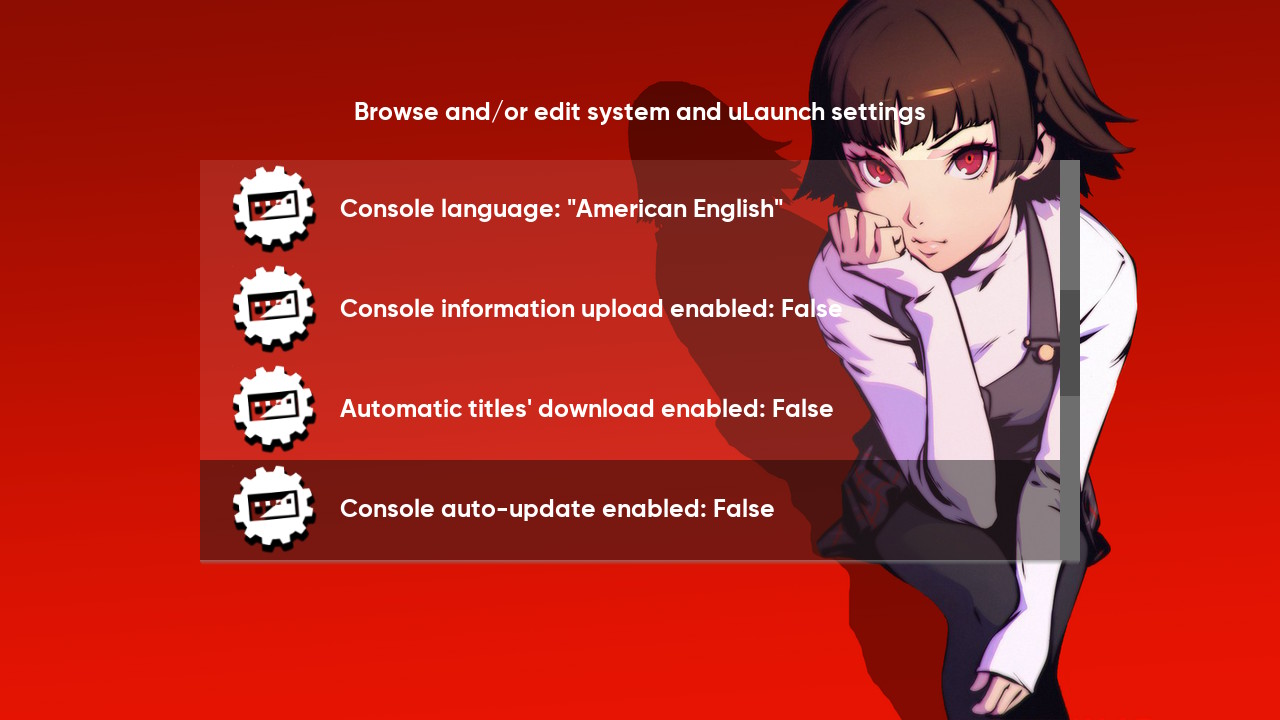 Browse and/or edit system and uLaunch settings
Console language: "American English"
Console information upload enabled: False
Automatic titles' download enabled: False
Console auto-update enabled: False